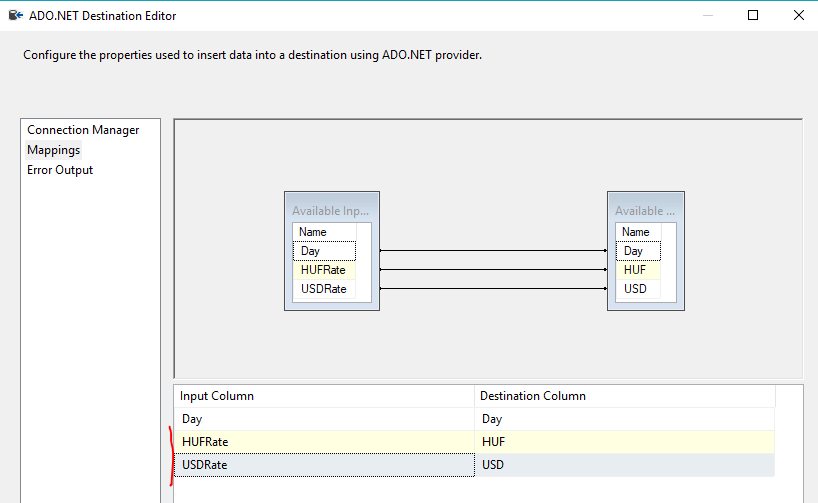 ADO.NET Destination Editor
Configure the properties used to insert data into a destination using ADO.NET provider.
Connection Manager
Mappings
Error Output
Available Inp...
Name
Day
HUFRate
USDRate
Available ...
Name
Day
HUF
USD
Input Column Destination Column
Day Day
HUFRate HUF
USDRate USD